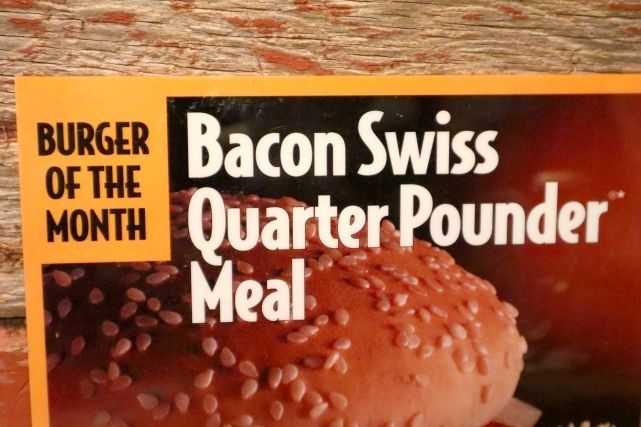 BURGER
OF THE
MONTH
Bacon Swiss
Quarter Pounder®*
Meal